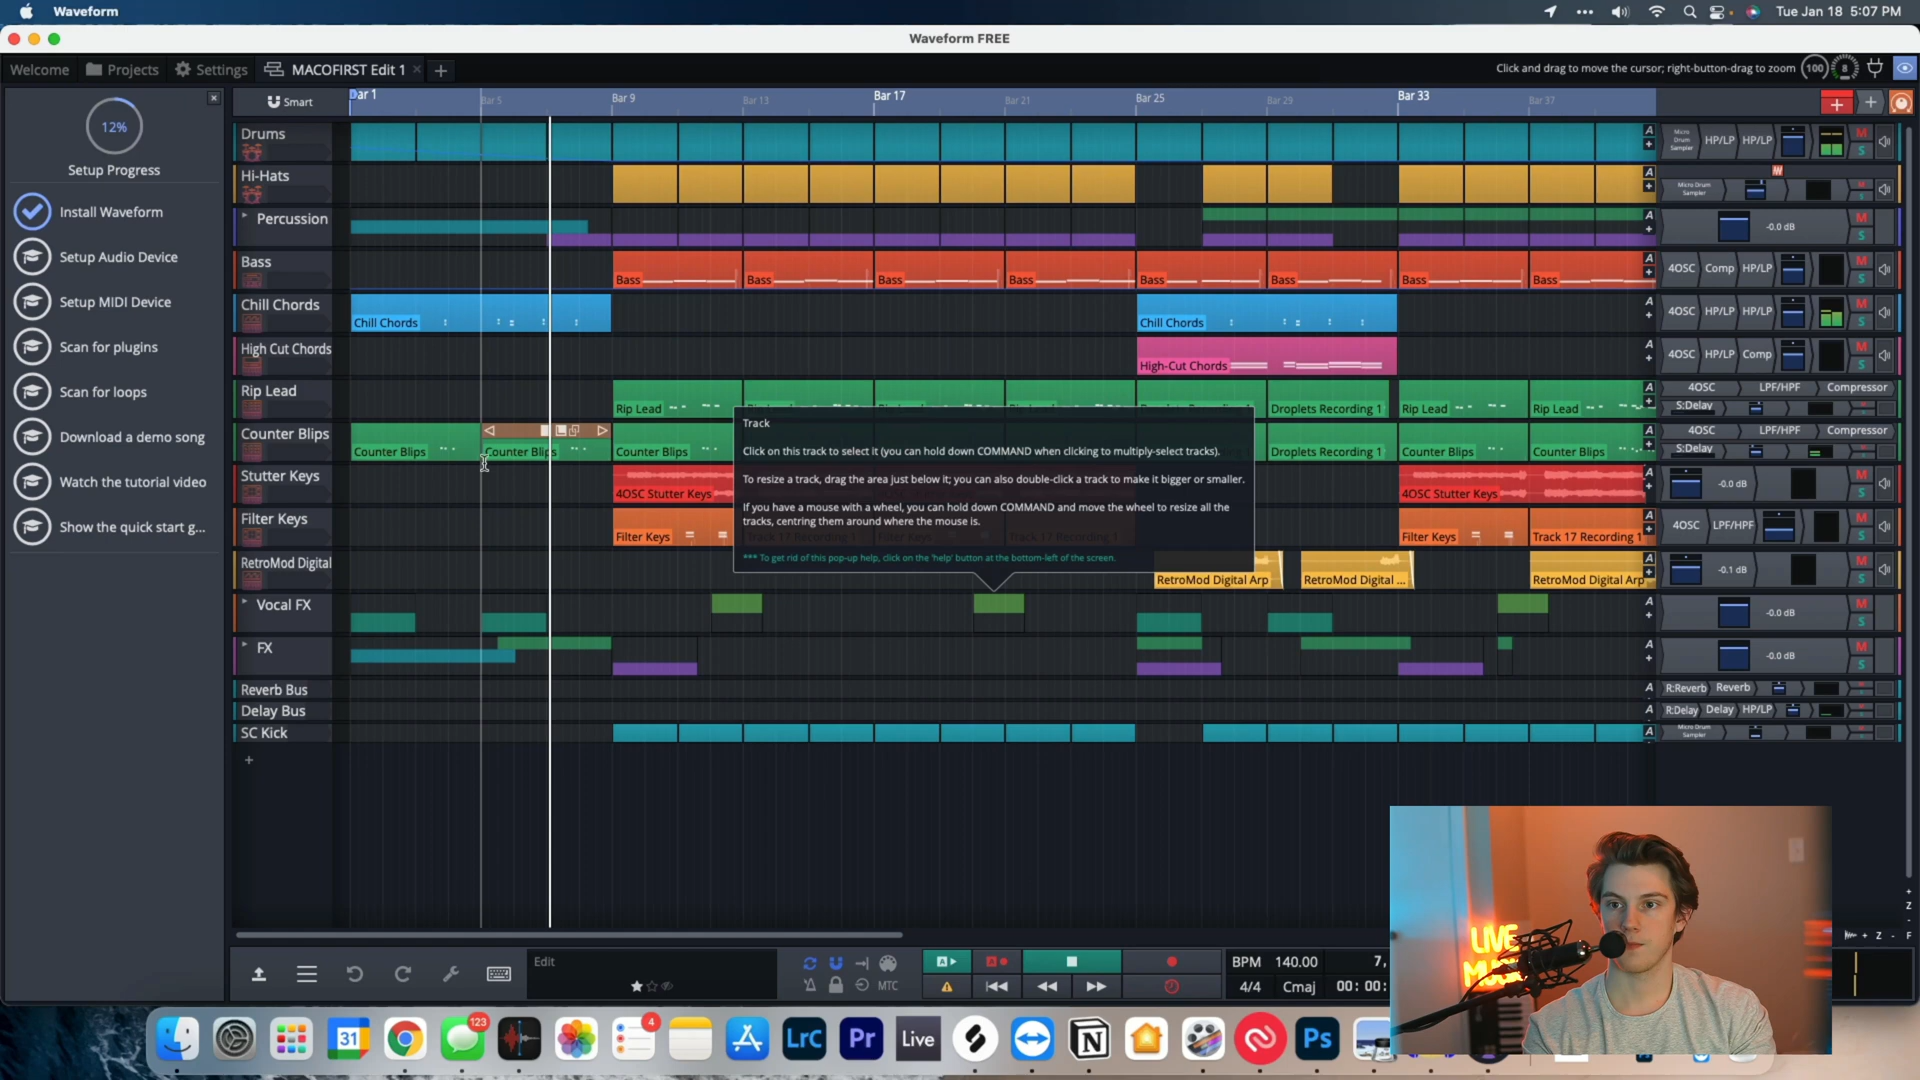 Waveform
Tue Jan 18 5:07 PM
Waveform FREE
Welcome
Projects
Settings
MACOFIRST Edit 1
Click and drag to move the cursor; right-button-drag to zoom
100
8
12%
Setup Progress
Install Waveform
Setup Audio Device
Setup MIDI Device
Scan for plugins
Scan for loops
Download a demo song
Watch the tutorial video
Show the quick start g...
Smart
Bar 1
Bar 5
Bar 9
Bar 13
Bar 17
Bar 21
Bar 25
Bar 29
Bar 33
Bar 37
Drums
A
Micro Drum Sampler
HP/LP
HP/LP
M
S
Hi-Hats
A
Micro Drum Sampler
M
S
Percussion
A
-0.0 dB
M
S
Bass
Bass
Bass
Bass
Bass
Bass
Bass
Bass
Bass
A
4OSC
Comp
HP/LP
M
S
Chill Chords
Chill Chords
Chill Chords
A
4OSC
HP/LP
HP/LP
M
S
High Cut Chords
High-Cut Chords
A
4OSC
HP/LP
Comp
M
S
Rip Lead
Rip Lead
Droplets Recording 1
Rip Lead
Rip Lead
A
4OSC
LPF/HPF
Compressor
S:Delay
Counter Blips
Counter Blips
Counter Blips
Counter Blips
Droplets Recording 1
Counter Blips
Counter Blips
A
4OSC
LPF/HPF
Compressor
S:Delay
Track
Click on this track to select it (you can hold down COMMAND when clicking to multiply-select tracks).
To resize a track, drag the area just below it; you can also double-click a track to make it bigger or smaller.
If you have a mouse with a wheel, you can hold down COMMAND and move the wheel to resize all the
tracks, centring them around where the mouse is.
*** To get rid of this pop-up help, click on the 'help' button at the bottom-left of the screen.
Stutter Keys
4OSC Stutter Keys
4OSC Stutter Keys
A
-0.0 dB
M
S
Filter Keys
Filter Keys
Track 17 Recording 1
Filter Keys
Track 17 Recording 1
Filter Keys
Track 17 Recording 1
A
4OSC
LPF/HPF
M
S
RetroMod Digital
RetroMod Digital Arp
RetroMod Digital ...
RetroMod Digital Arp
A
-0.1 dB
M
S
Vocal FX
A
-0.0 dB
M
S
FX
A
-0.0 dB
M
S
Reverb Bus
A
R:Reverb
Reverb
Delay Bus
A
R:Delay
Delay
HP/LP
SC Kick
A
Micro Drum Sampler
Z
Z
F
Edit
MTC
A
A
BPM
140.00
7,
4/4
Cmaj
00: 00:
LIVE
MUSIC
31
123
4
LrC
Pr
Live
N
Ps